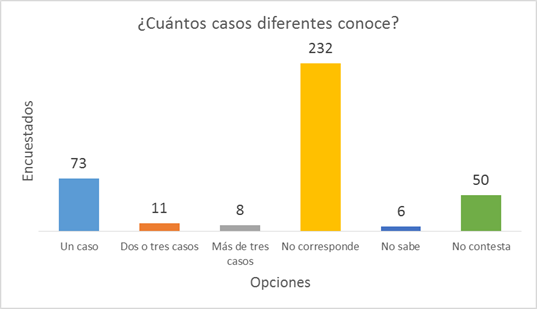 ¿Cuántos casos diferentes conoce?
Encuestados
73
11
8
232
6
50
Un caso
Dos o tres casos
Más de tres
casos
No corresponde
No sabe
No contesta
Opciones